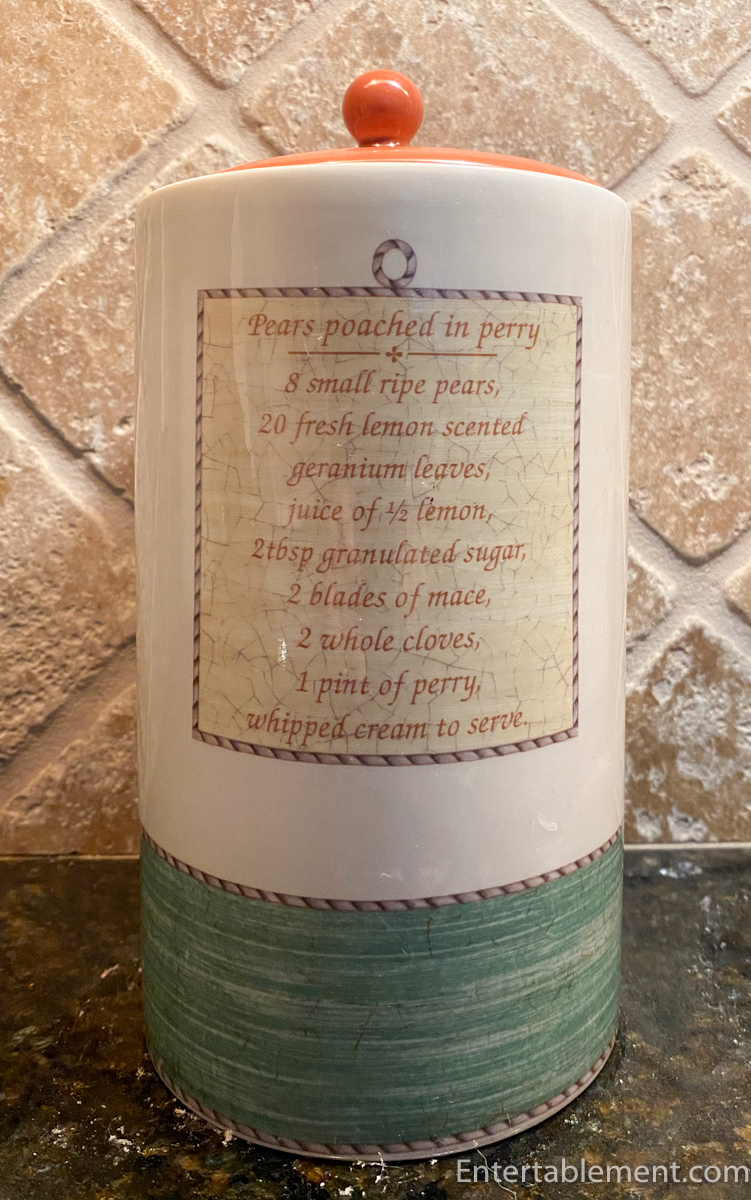 Pears poached in perry
8 small ripe pears,
20 fresh lemon scented
geranium leaves,
juice of ½ lemon,
2tbsp granulated sugar,
2 blades of mace,
2 whole cloves,
1 pint of perry,
whipped cream to serve.
Entertablement.com